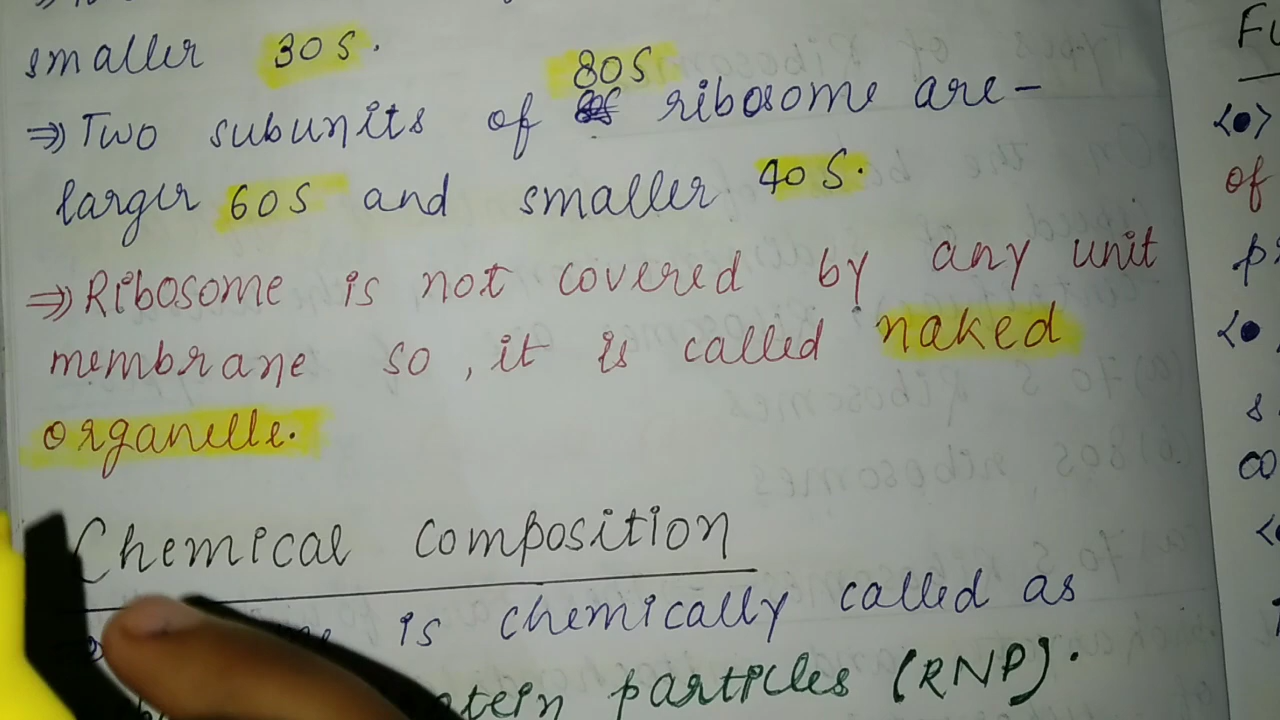 smaller 30S.
⇒ Two subunits of 80S ribosome are-
larger 60S and smaller 40S.
⇒ Ribosome is not covered by any unit
membrane so, it is called naked
organelle.
Chemical composition
is chemically called as
particles (RNP).
of